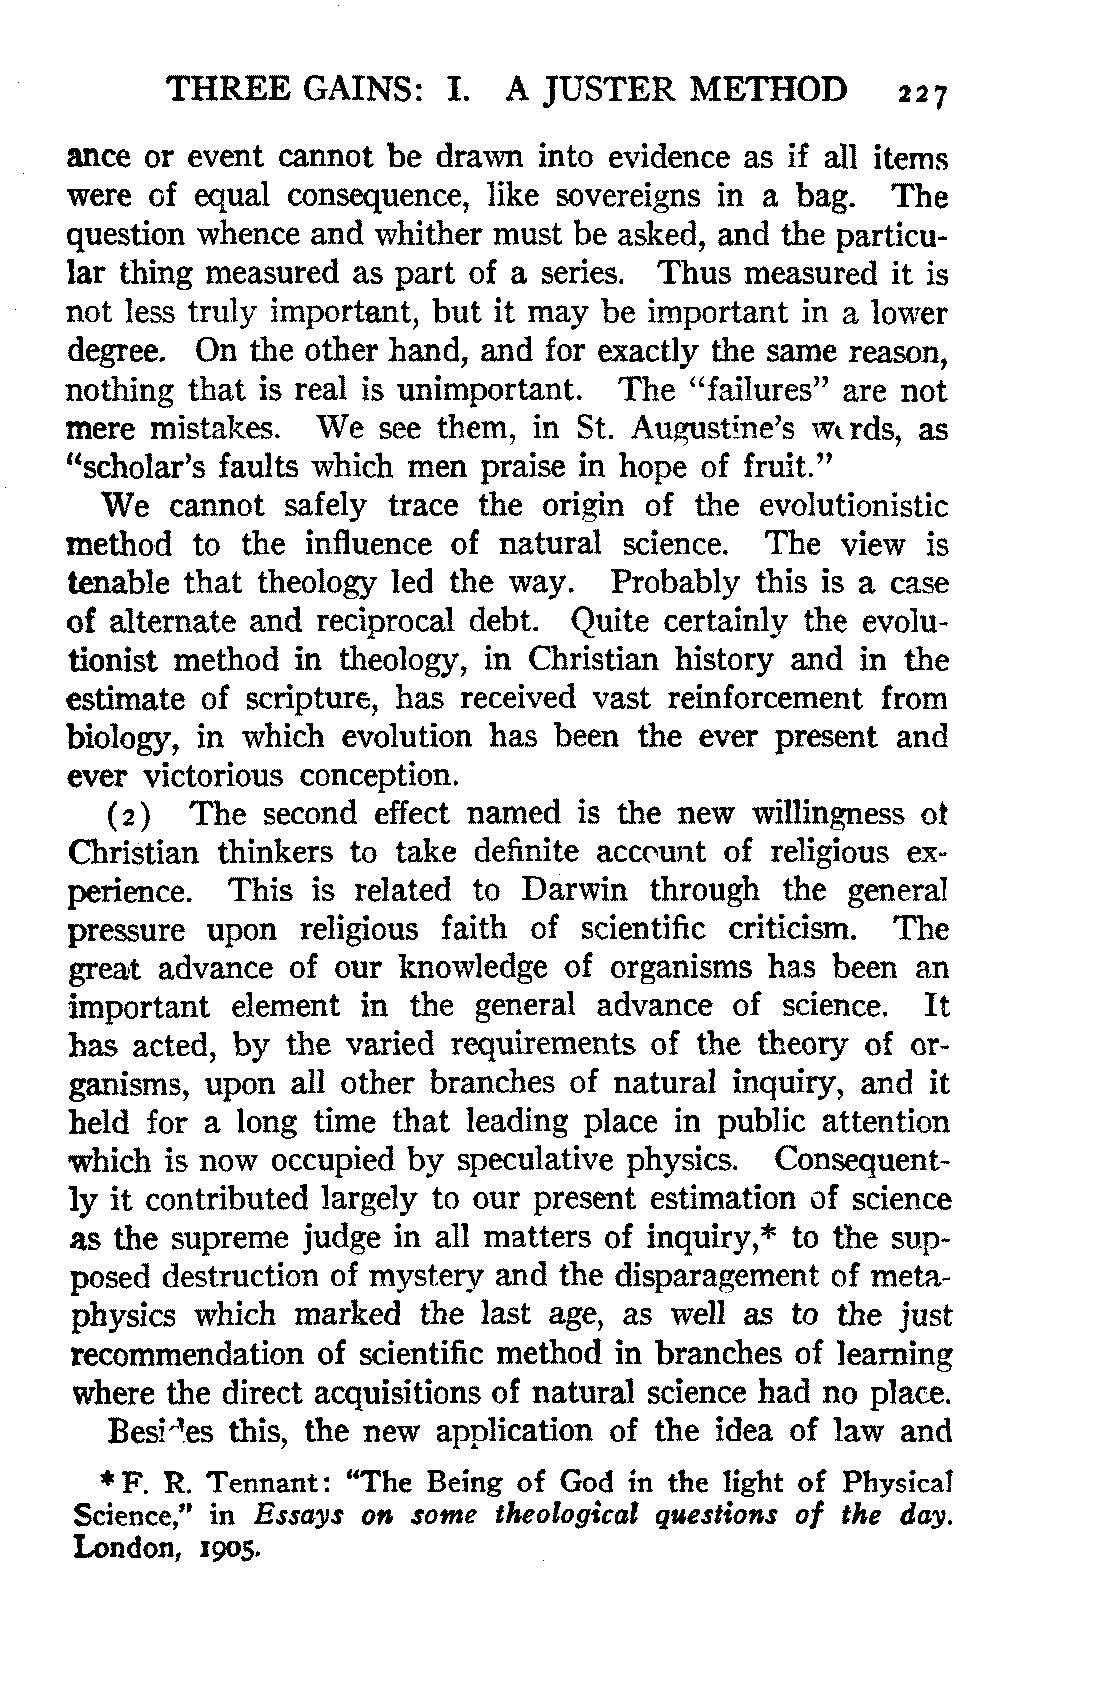 THREE GAINS: I. A JUSTER METHOD 227
ance or event cannot be drawn into evidence as if all items
were of equal consequence, like sovereigns in a bag. The
question whence and whither must be asked, and the particu-
lar thing measured as part of a series. Thus measured it is
not less truly important, but it may be important in a lower
degree. On the other hand, and for exactly the same reason,
nothing that is real is unimportant. The “failures” are not
mere mistakes. We see them, in St. Augustine's words, as
“scholar's faults which men praise in hope of fruit.”
We cannot safely trace the origin of the evolutionistic
method to the influence of natural science. The view is
tenable that theology led the way. Probably this is a case
of alternate and reciprocal debt. Quite certainly the evolu-
tionist method in theology, in Christian history and in the
estimate of scripture, has received vast reinforcement from
biology, in which evolution has been the ever present and
ever victorious conception.
(2) The second effect named is the new willingness of
Christian thinkers to take definite account of religious ex-
perience. This is related to Darwin through the general
pressure upon religious faith of scientific criticism. The
great advance of our knowledge of organisms has been an
important element in the general advance of science. It
has acted, by the varied requirements of the theory of or-
ganisms, upon all other branches of natural inquiry, and it
held for a long time that leading place in public attention
which is now occupied by speculative physics. Consequent-
ly it contributed largely to our present estimation of science
as the supreme judge in all matters of inquiry,* to the sup-
posed destruction of mystery and the disparagement of meta-
physics which marked the last age, as well as to the just
recommendation of scientific method in branches of learning
where the direct acquisitions of natural science had no place.
Besides this, the new application of the idea of law and
* F. R. Tennant: “The Being of God in the light of Physical
Science,” in Essays on some theological questions of the day.
London, 1905.